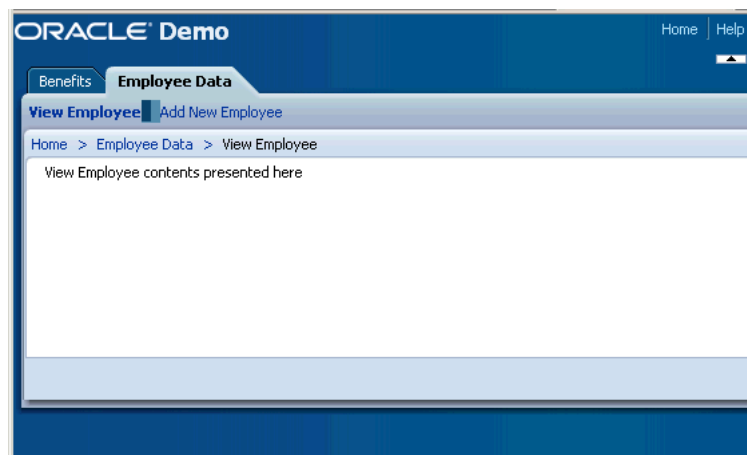 ORACLE Demo
Home Help
Benefits Employee Data
View Employee Add New Employee
Home > Employee Data > View Employee
View Employee contents presented here